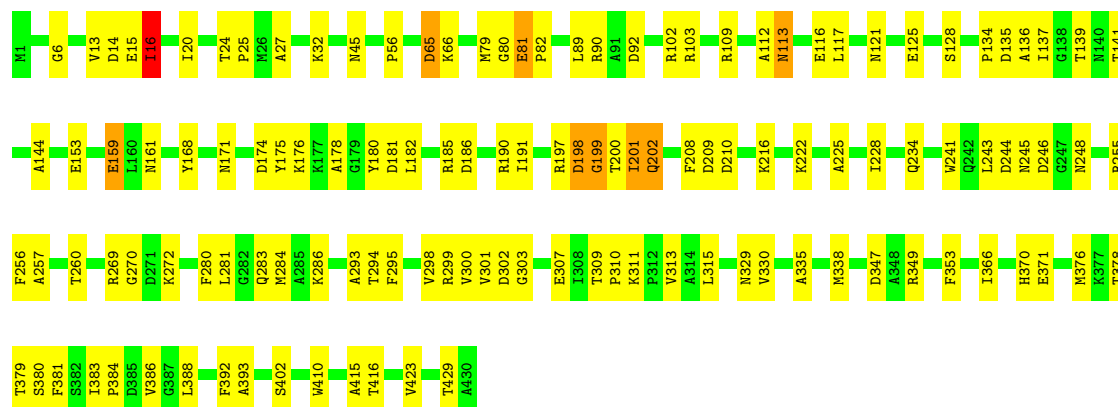 M1 G6 V13 D14 E15 I16 I20 T24 P25 M26 A27 K32 N45 P56 D65 K66 M79 G80 E81 P82 L89 R90 A91 D92 R102 R103 R109 A112 N113 E116 L117 N121 E125 S128 P134 D135 A136 I137 G138 T139 N140 T141
A144 E153 E159 L160 N161 Y168 N171 D174 Y175 K176 K177 A178 G179 Y180 D181 L182 R185 D186 R190 I191 R197 D198 G199 T200 I201 Q202 F208 D209 D210 K216 K222 A225 I228 Q234 W241 Q242 L243 D244 N245 D246 G247 N248
F256 A257 T260 R269 G270 D271 K272 F280 L281 G282 Q283 M284 A285 K286 A293 T294 F295 V298 R299 V300 V301 D302 G303 E307 I308 T309 P310 K311 P312 V313 A314 L315 N329 V330 A335 M338 D347 A348 R349 F353 I366 H370 E371 M376 K377 T378
T379 S380 F381 S382 I383 P384 D385 V386 G387 L388 F392 A393 S402 W410 A415 T416 V423 T429 A430